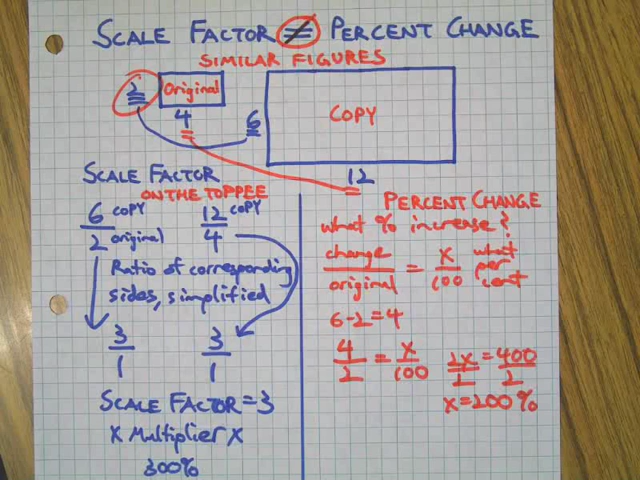 SCALE FACTOR ≠ PERCENT CHANGE
SIMILAR FIGURES
2 Original
4
6
COPY
12
SCALE FACTOR
ON THE TOPPEE
6 COPY 12 COPY
2 original 4
Ratio of corresponding
sides, simplified
3 3
1 1
SCALE FACTOR = 3
x Multiplier x
300%
PERCENT CHANGE
What % increase?
change = x what
original 100 per cent
6-2=4
4 = x 2x = 400
2 100 2 2
x = 200%